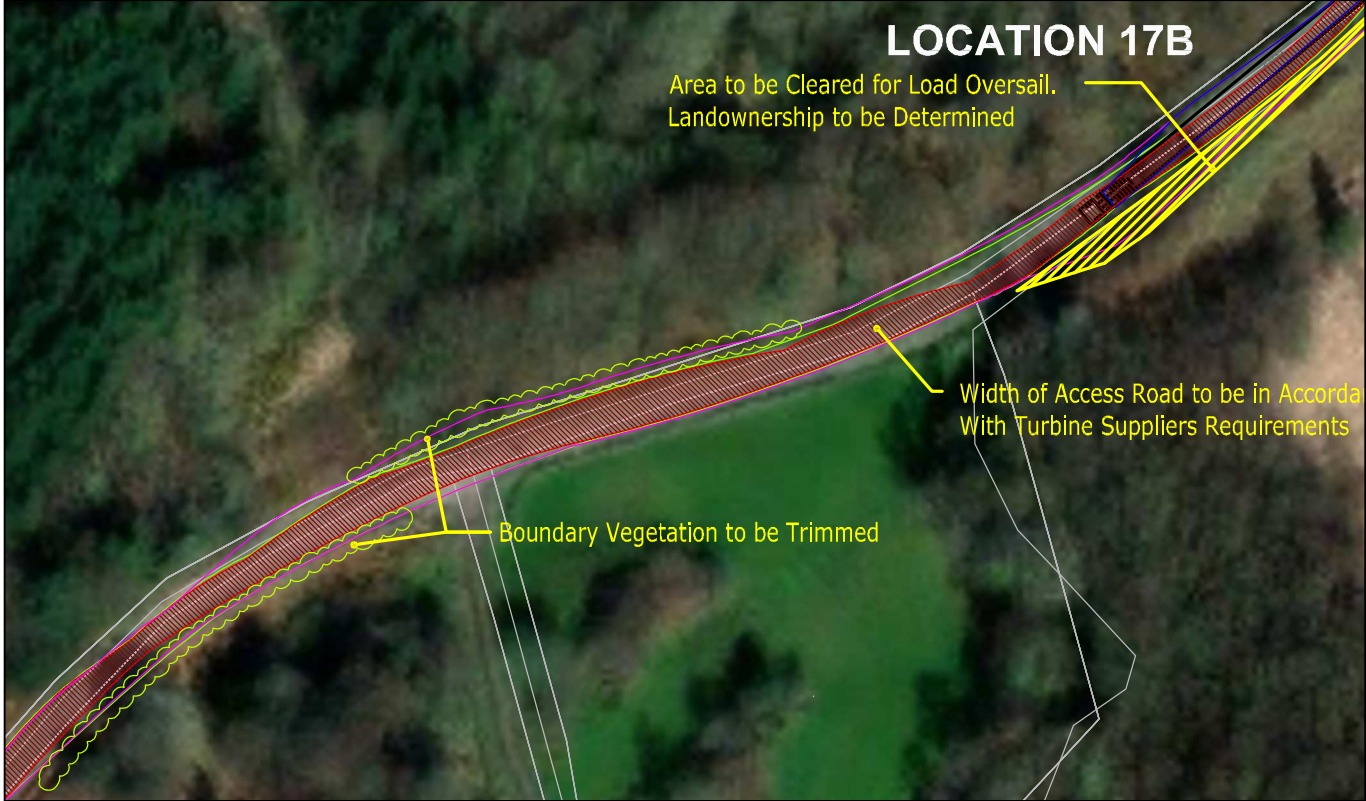 LOCATION 17B
Area to be Cleared for Load Oversail.
Landownership to be Determined
Width of Access Road to be in Accorda
With Turbine Suppliers Requirements
Boundary Vegetation to be Trimmed